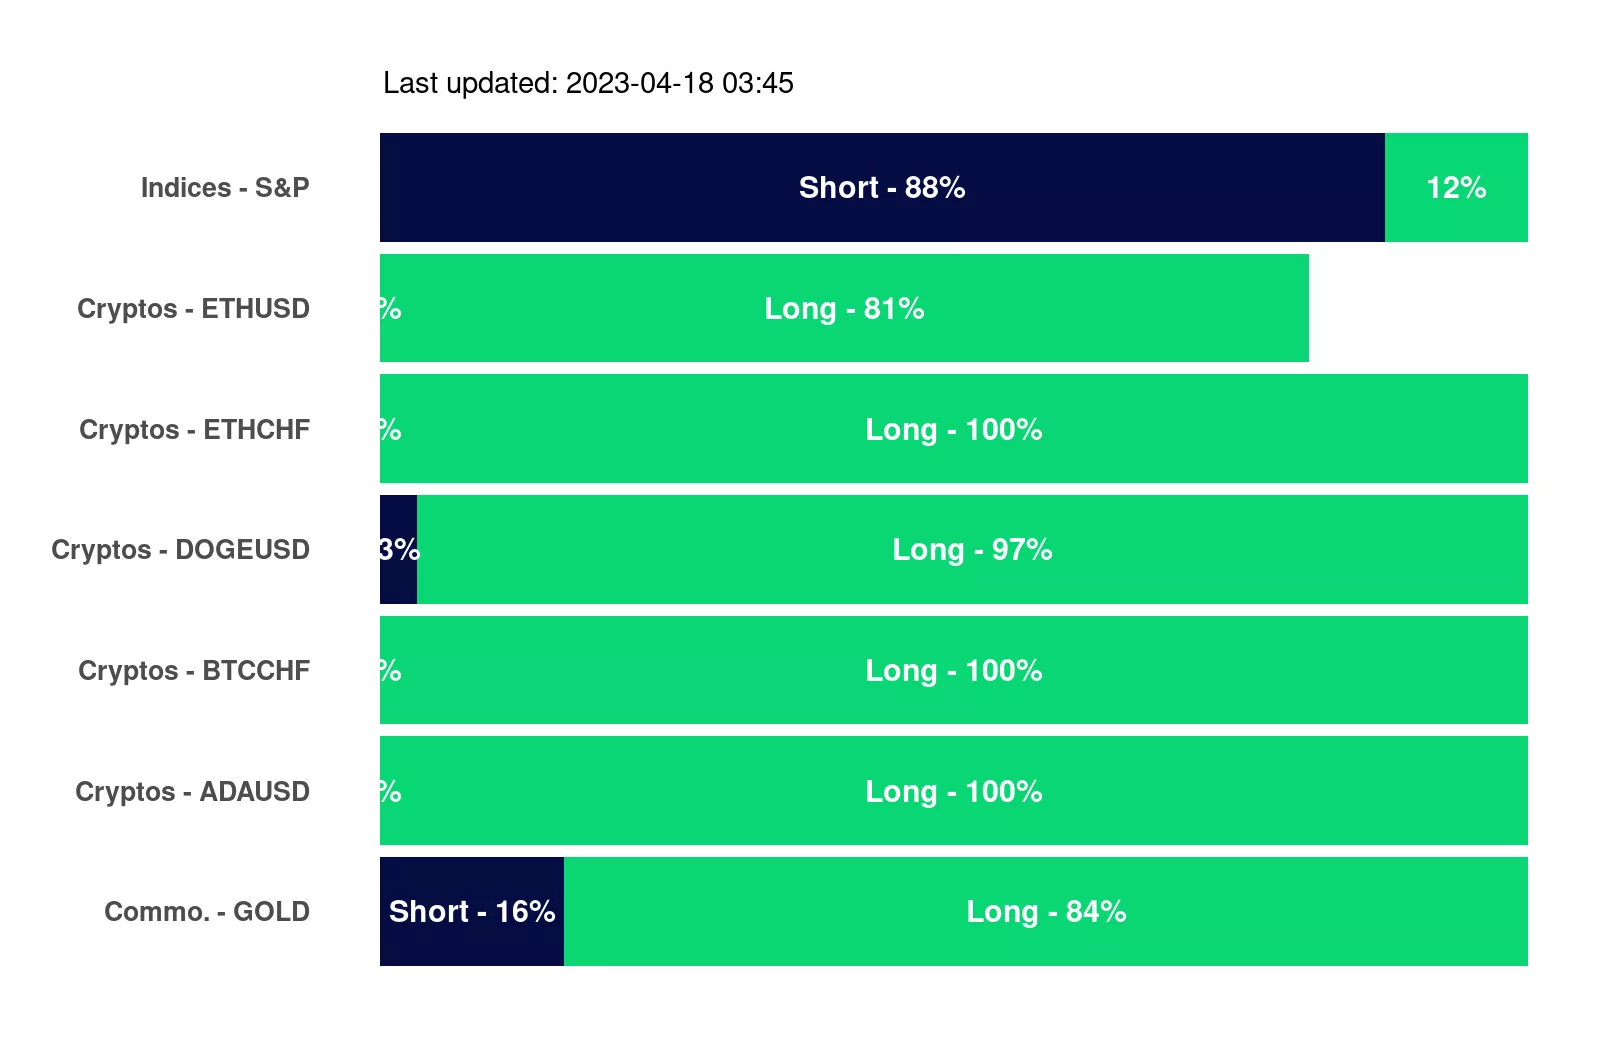 Last updated: 2023-04-18 03:45
Indices - S&P Short - 88% 12%
Cryptos - ETHUSD % Long - 81%
Cryptos - ETHCHF % Long - 100%
Cryptos - DOGEUSD 3% Long - 97%
Cryptos - BTCCHF % Long - 100%
Cryptos - ADAUSD % Long - 100%
Commo. - GOLD Short - 16% Long - 84%